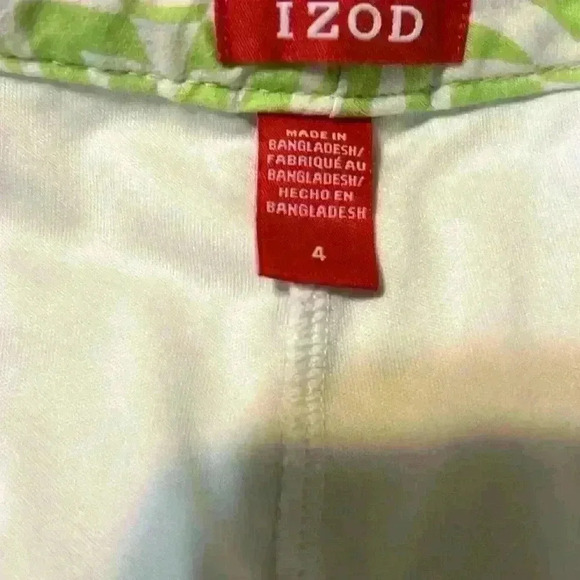 IZOD
MADE IN
BANGLADESH/
FABRIQUÉ AU
BANGLADESH/
HECHO EN
BANGLADESH
4